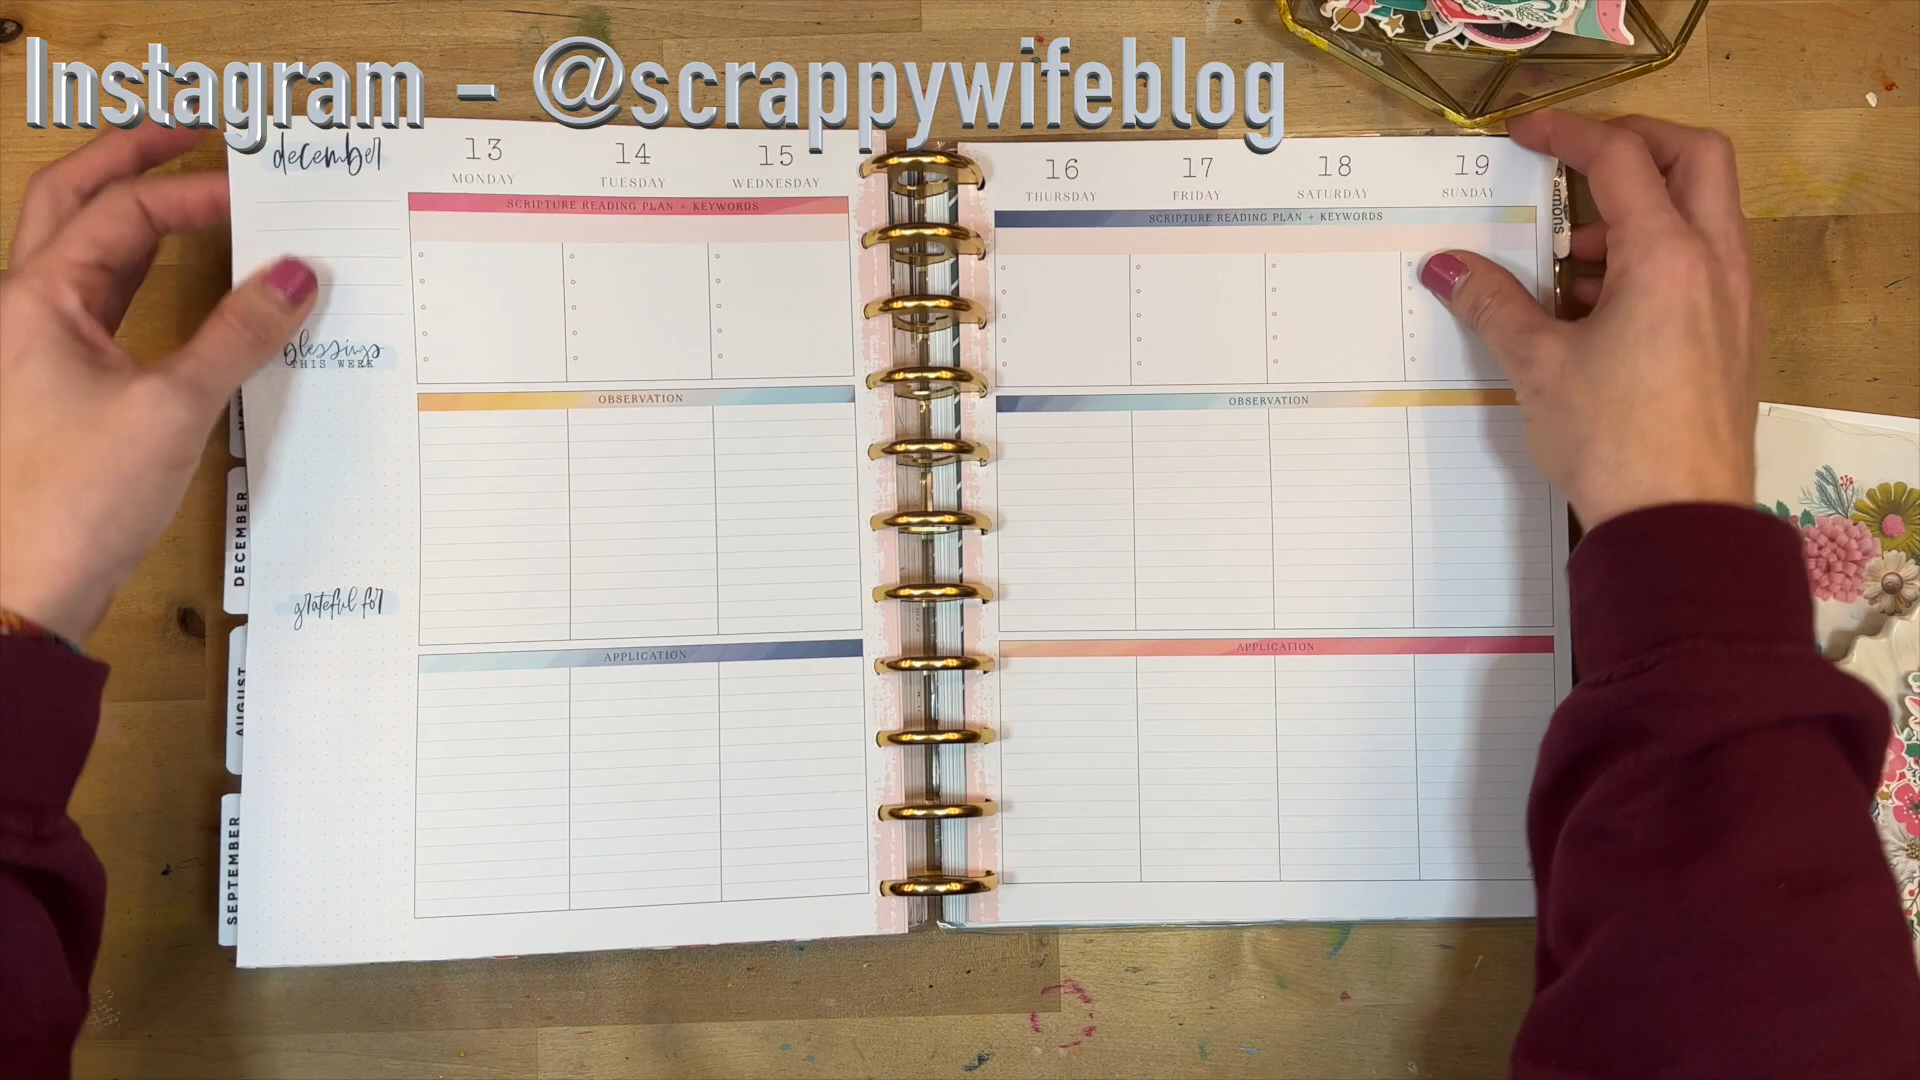 Instagram - @scrappywifeblog
december
13 14 15
MONDAY TUESDAY WEDNESDAY
SCRIPTURE READING PLAN + KEYWORDS
blessings
THIS WEEK
OBSERVATION
grateful for
APPLICATION
DECEMBER
AUGUST
SEPTEMBER
16 17 18 19
THURSDAY FRIDAY SATURDAY SUNDAY
SCRIPTURE READING PLAN + KEYWORDS
OBSERVATION
APPLICATION
Sermons